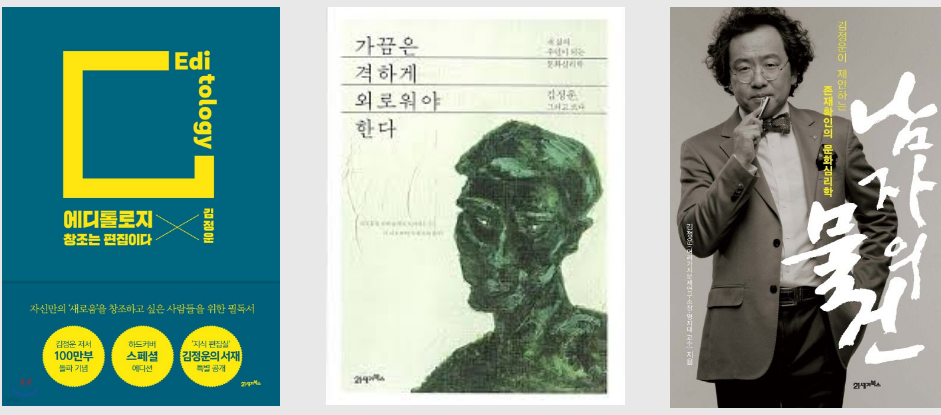 Edi
tology
에디톨로지
창조는 편집이다
김정운
자신만의 '새로움'을 창조하고 싶은 사람들을 위한 필독서
김정운 저서
100만부
돌파 기념
하드커버
스페셜
에디션
'지식 편집실'
김정운의 서재
특별 공개
21세기북스
가끔은
격하게
외로워야
한다
내 삶의
주인이 되는
문화심리학
김정운
그리고 쓰다
21세기북스
김정운이 제안하는
존재확인의 문화심리학
남자의
물건
21세기북스